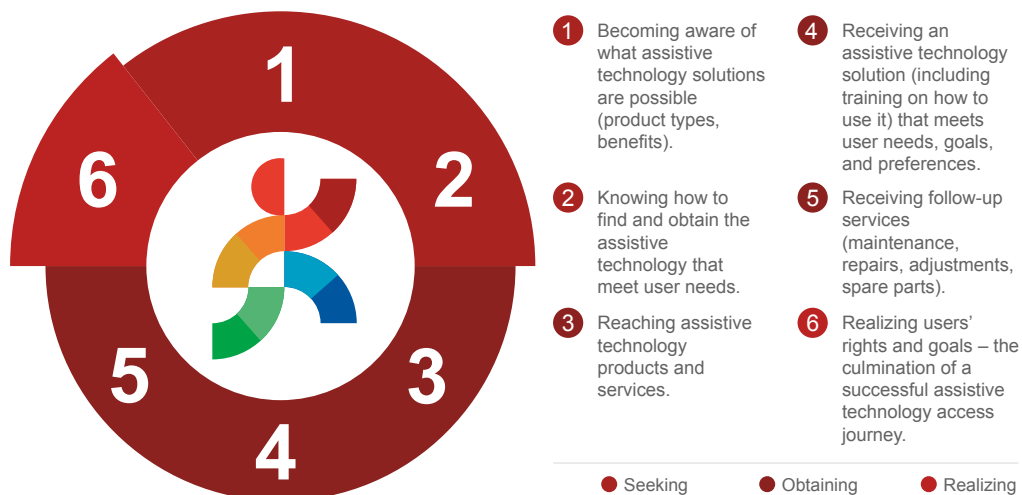 1
2
3
4
5
6
1
Becoming aware of
what assistive
technology solutions
are possible
(product types,
benefits).
2
Knowing how to
find and obtain the
assistive
technology that
meet user needs.
3
Reaching assistive
technology
products and
services.
4
Receiving an
assistive technology
solution (including
training on how to
use it) that meets
user needs, goals,
and preferences.
5
Receiving follow-up
services
(maintenance,
repairs, adjustments,
spare parts).
6
Realizing users’
rights and goals – the
culmination of a
successful assistive
technology access
journey.
Seeking
Obtaining
Realizing